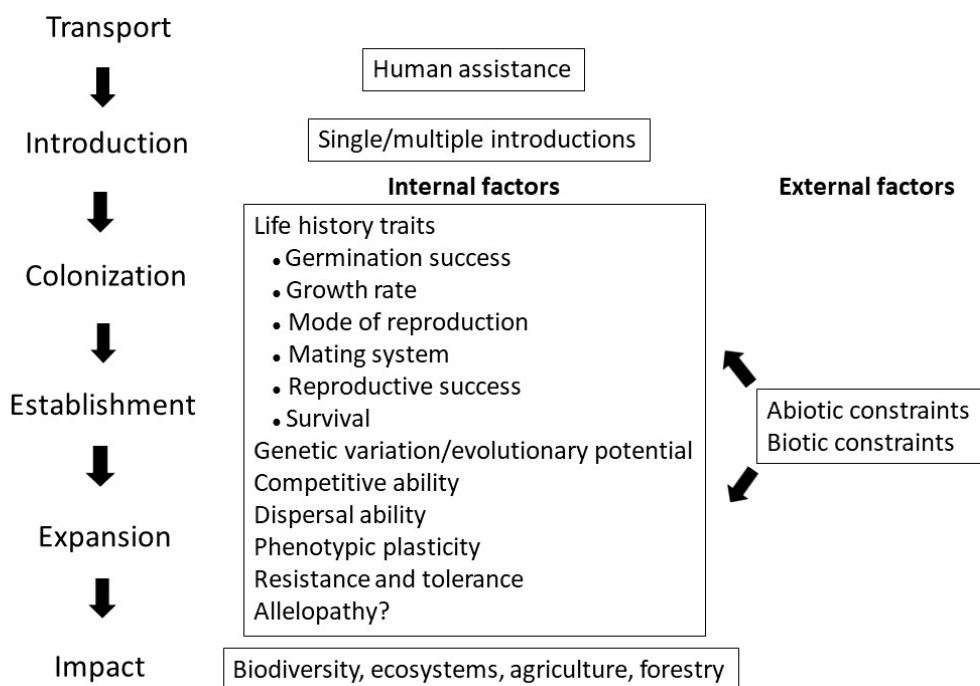 Transport
Human assistance
Introduction
Single/multiple introductions
Internal factors
External factors
Life history traits
• Germination success
• Growth rate
• Mode of reproduction
• Mating system
• Reproductive success
• Survival
Genetic variation/evolutionary potential
Competitive ability
Dispersal ability
Phenotypic plasticity
Resistance and tolerance
Allelopathy?
Colonization
Establishment
Expansion
Abiotic constraints
Biotic constraints
Impact
Biodiversity, ecosystems, agriculture, forestry